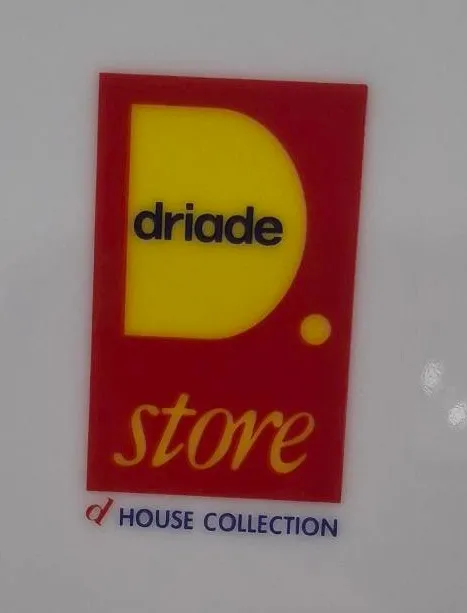 D.
driade
store
d HOUSE COLLECTION